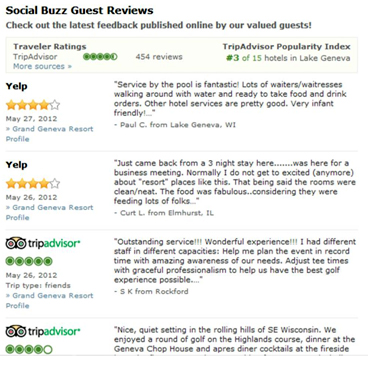 Social Buzz Guest Reviews
Check out the latest feedback published online by our valued guests!
Traveler Ratings
TripAdvisor 454 reviews
More sources »
TripAdvisor Popularity Index
#3 of 15 hotels in Lake Geneva
Yelp
May 27, 2012
» Grand Geneva Resort
Profile
"Service by the pool is fantastic! Lots of waiters/waitresses
walking around with water and ready to take food and drink
orders. Other hotel services are pretty good. Very infant
friendly!..."
- Paul C. from Lake Geneva, WI
Yelp
May 26, 2012
» Grand Geneva Resort
Profile
"Just came back from a 3 night stay here.......was here for a
business meeting. Normally I do not get to excited (anymore)
about "resort" places like this. That being said the rooms were
clean/neat. The food was fabulous..considering they were
feeding lots of folks..."
- Curt L. from Elmhurst, IL
tripadvisor®
May 26, 2012
Trip type: friends
» Grand Geneva Resort
Profile
"Outstanding service!!! Wonderful experience!!! I had different
staff in different capacities: Help me plan the event in record
time with amazing awareness of our needs. Adjust tee times
with graceful professionalism to help us have the best golf
experience possible...."
- S K from Rockford
tripadvisor®
"Nice, quiet setting in the rolling hills of SE Wisconsin. We
enjoyed a round of golf on the Highlands course, dinner at the
Geneva Chop House and apres diner cocktails at the fireside